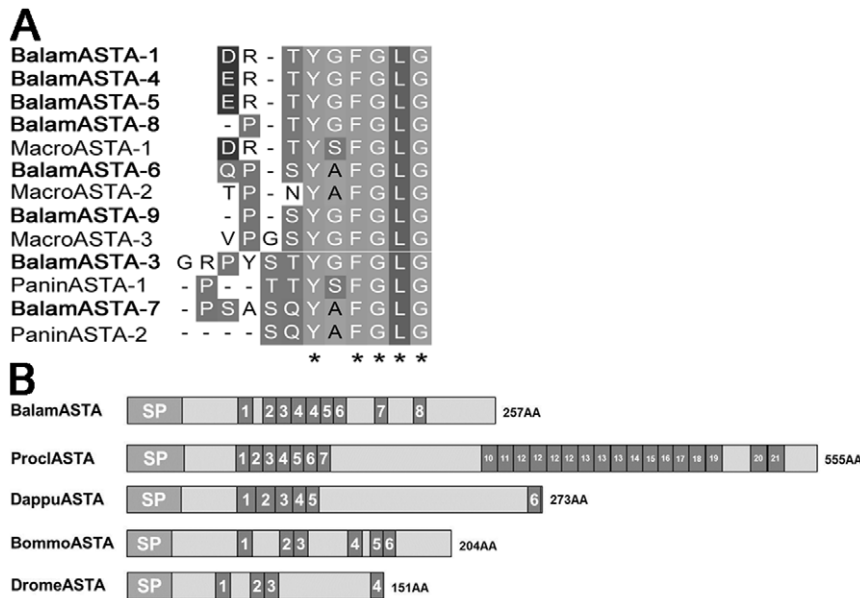 A
BalamASTA-1 D R - T Y G F G L G
BalamASTA-4 E R - T Y G F G L G
BalamASTA-5 E R - T Y G F G L G
BalamASTA-8 - P - T Y G F G L G
MacroASTA-1 D R - T Y S F G L G
BalamASTA-6 Q P - S Y A F G L G
MacroASTA-2 T P - N Y A F G L G
BalamASTA-9 - P - S Y G F G L G
MacroASTA-3 V P G S Y G F G L G
BalamASTA-3 G R P Y S T Y G F G L G
PaninASTA-1 - P - - T T Y S F G L G
BalamASTA-7 - P S A S Q Y A F G L G
PaninASTA-2 - - - - S Q Y A F G L G
* * * * *
B
BalamASTA SP 1 2 3 4 4 5 6 7 8 257AA
ProclASTA SP 1 2 3 4 5 6 7 10 11 12 12 12 12 13 13 13 14 15 16 17 18 19 20 21 555AA
DappuASTA SP 1 2 3 4 5 6 273AA
BommoASTA SP 1 2 3 4 5 6 204AA
DromeASTA SP 1 2 3 4 151AA